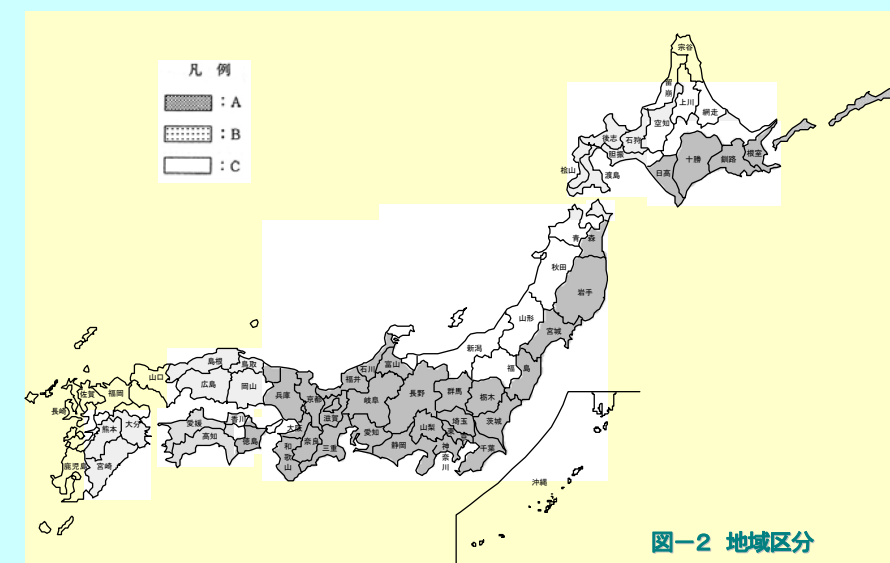 凡 例
：A
：B
：C
宗谷
留萌
上川
網走
空知
後志
石狩
胆振
檜山
渡島
日高
十勝
釧路
根室
青森
秋田
岩手
山形
宮城
新潟
福島
石川
富山
福井
長野
群馬
栃木
茨城
埼玉
山梨
千葉
神奈川
静岡
愛知
岐阜
滋賀
京都
兵庫
大阪
奈良
三重
和歌山
鳥取
島根
岡山
広島
山口
香川
愛媛
高知
徳島
福岡
佐賀
長崎
熊本
大分
宮崎
鹿児島
沖縄
図－2 地域区分